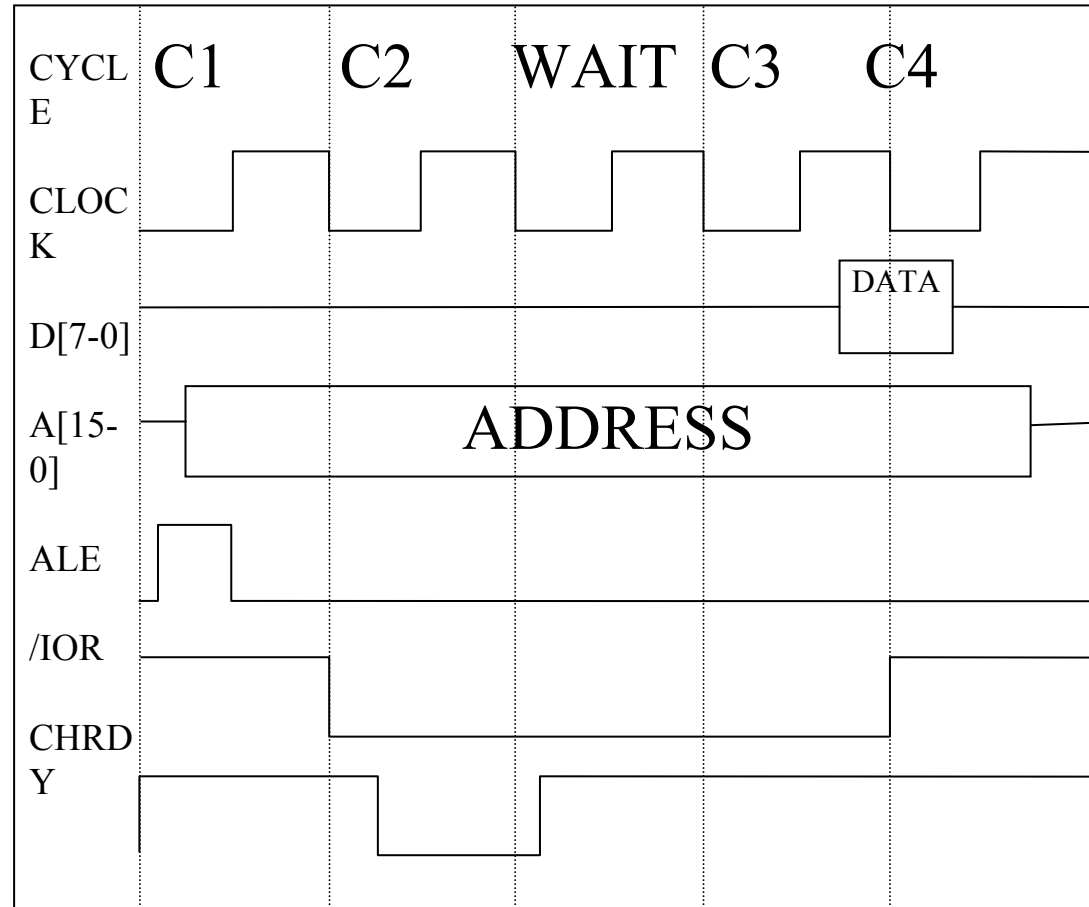 CYCL
E
C1 C2 WAIT C3 C4
CLOC
K
DATA
D[7-0]
A[15-
0]
ADDRESS
ALE
/IOR
CHRD
Y